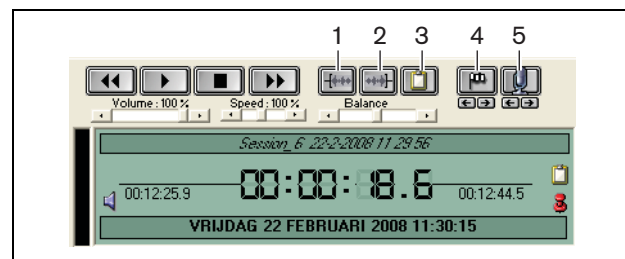 1 2 3 4 5
Volume : 100 % Speed : 100 % Balance
Session_6 22-2-2008 11:29:56
00:12:25.9 00:00:18.6 00:12:44.5
VRIJDAG 22 FEBRUARI 2008 11:30:15